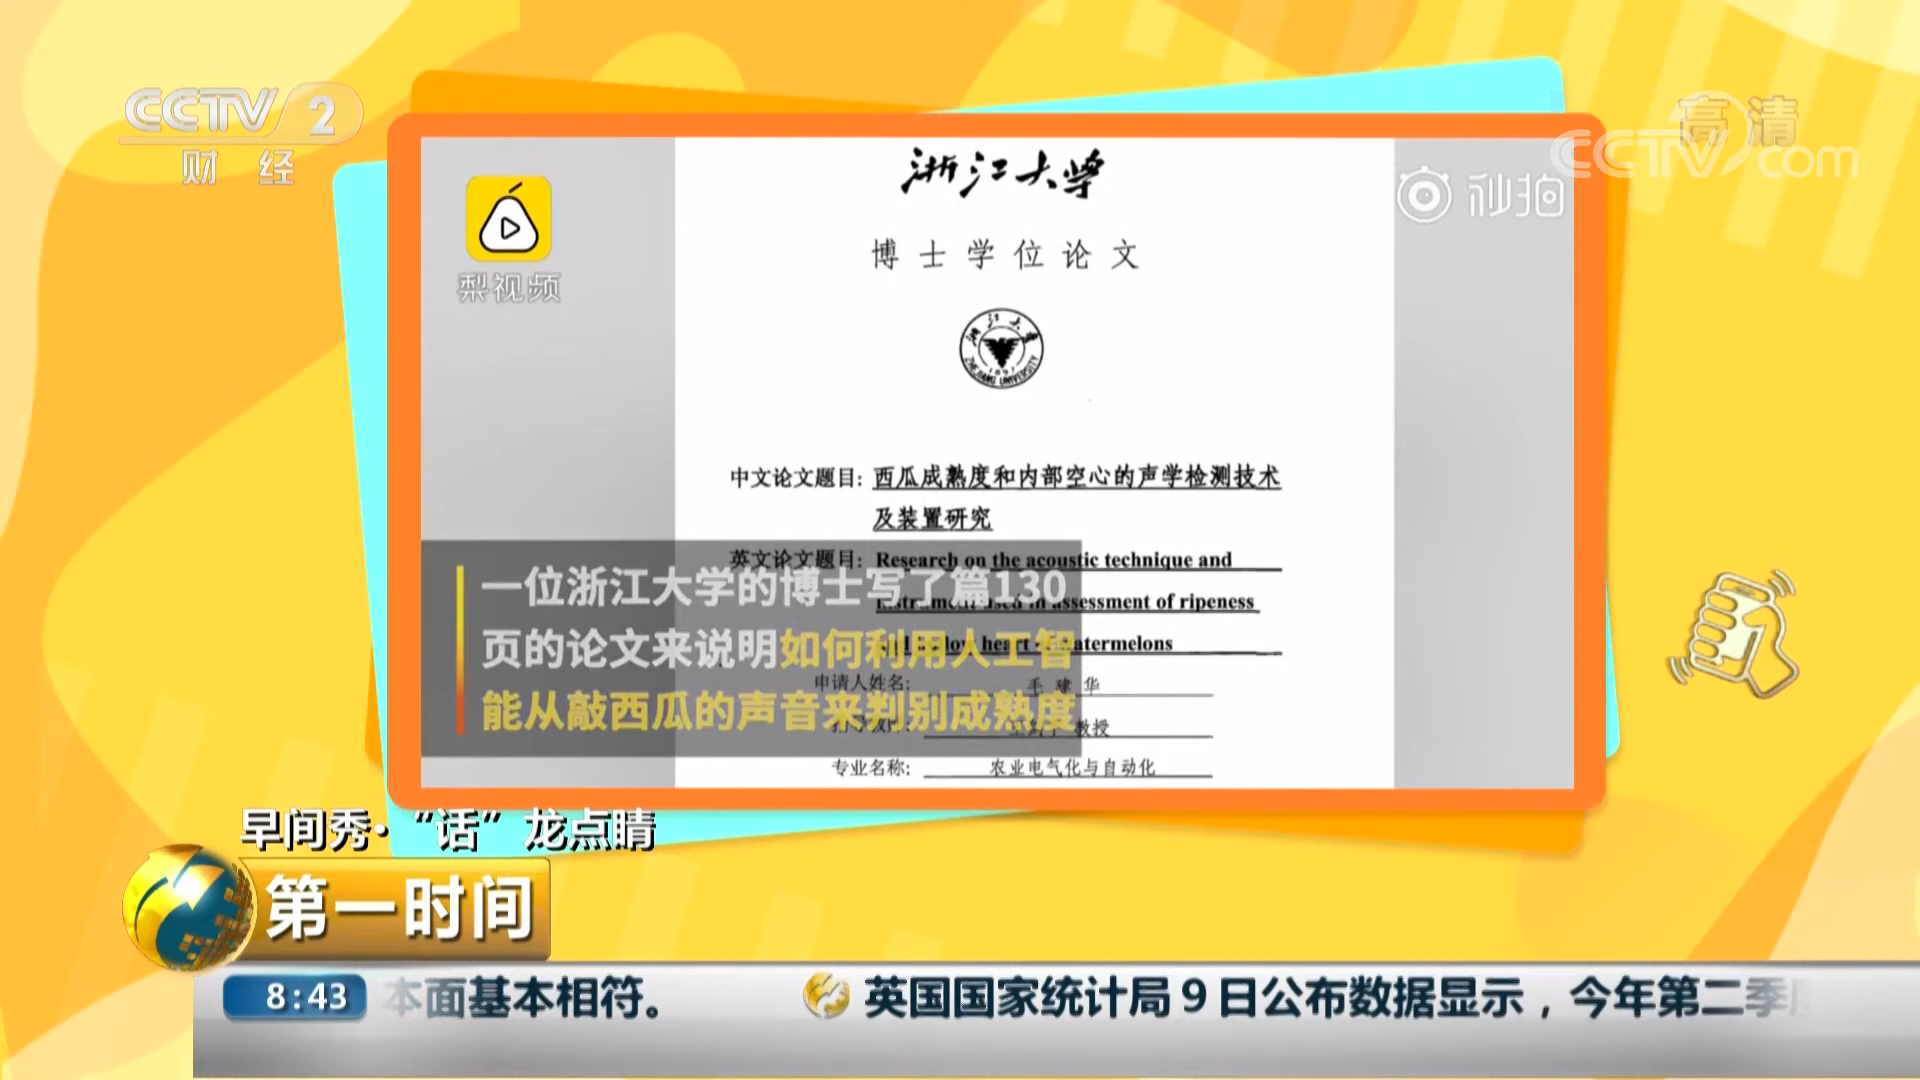 CCTV 2
财 经
高清
CCTV.com
梨视频
秒拍
浙江大学
博士学位论文
浙江大学
ZHEJIANG UNIVERSITY
1897
中文论文题目: 西瓜成熟度和内部空心的声学检测技术
及装置研究
英文论文题目: Research on the acoustic technique and
assessment of ripeness
heart
一位浙江大学的博士写了篇130
页的论文来说明如何利用人工智
能从敲西瓜的声音来判别成熟度
申请人姓名: 毛建华
教授
专业名称: 农业电气化与自动化
早间秀·“话”龙点睛
第一时间
8:43 本面基本相符。 英国国家统计局9日公布数据显示，今年第二季